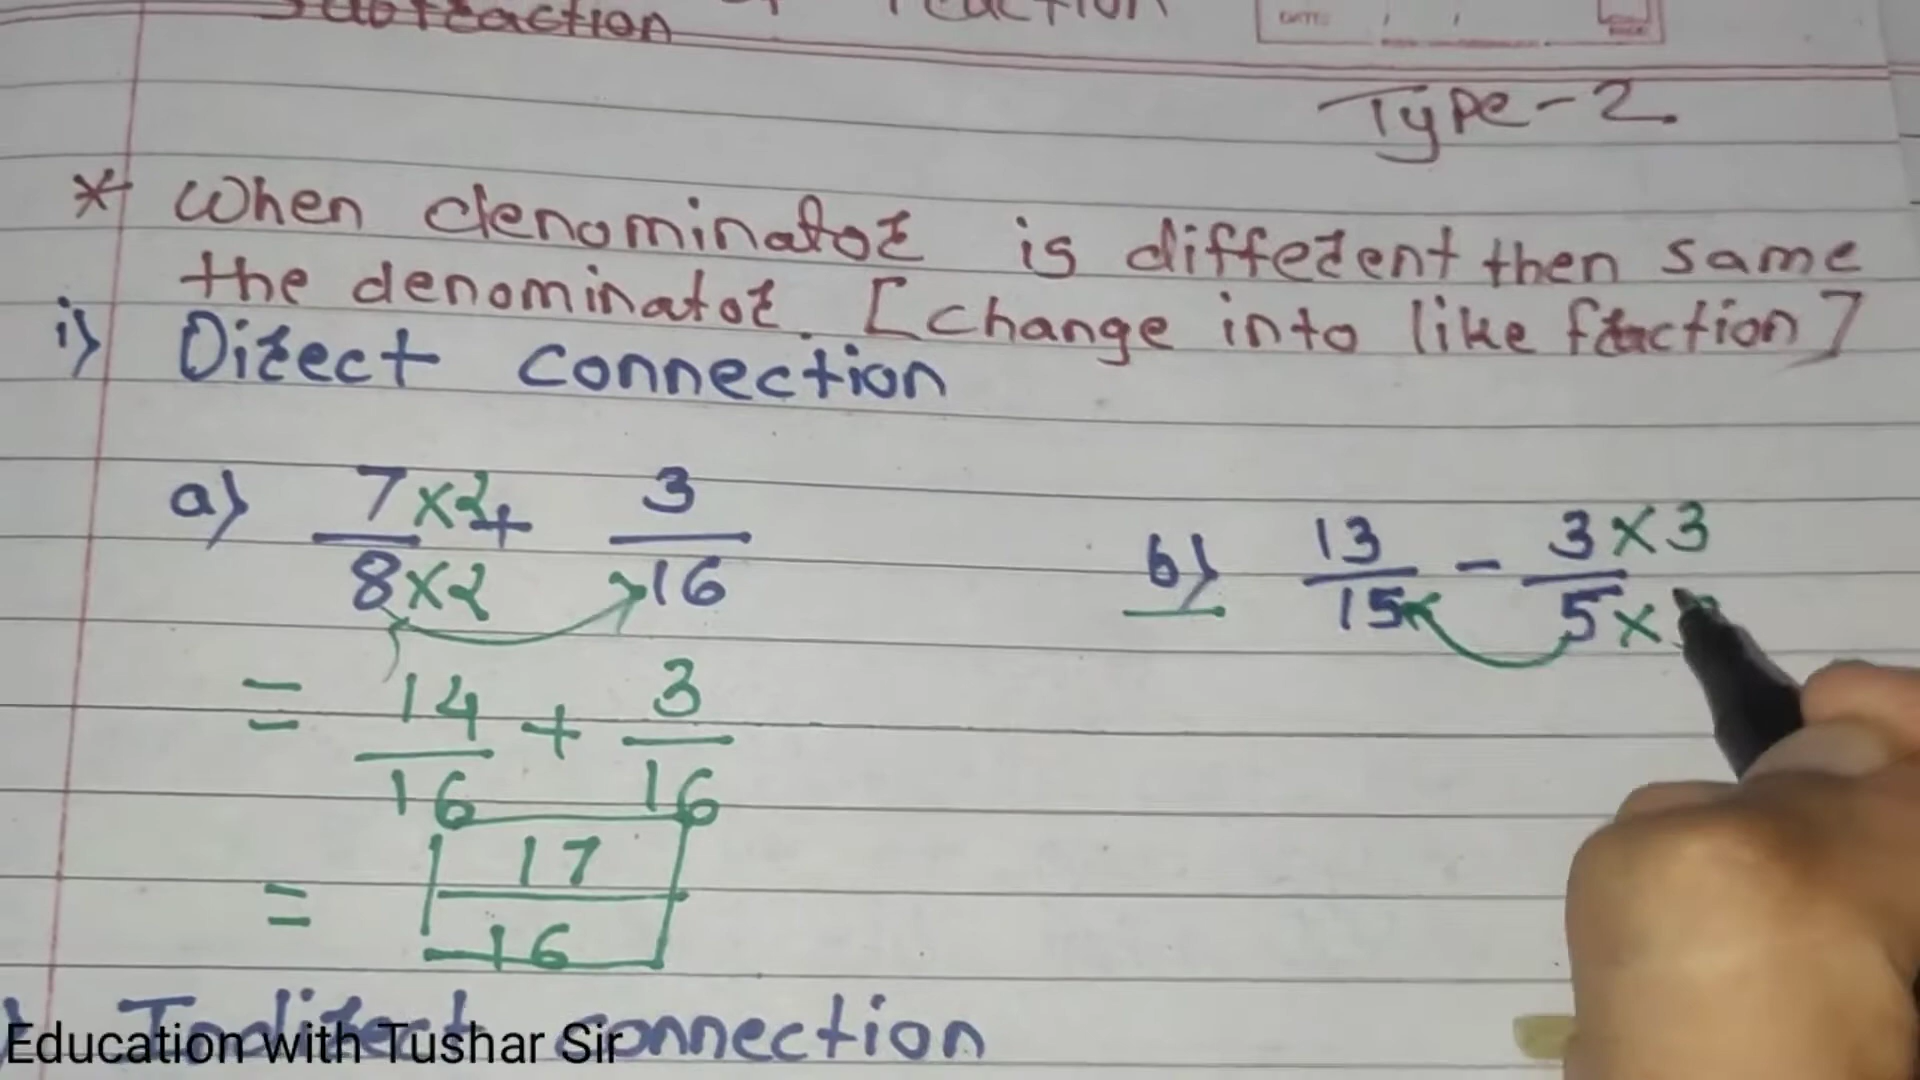 Subtraction
DATE: / /
Type-2.
* When denominator is different then same
the denominator. [change into like fraction]
i) Direct connection
a) 7×2/8×2 + 3/16
b) 13/15 - 3×3/5×
= 14/16 + 3/16
= 17/16
Indirect connection
Education with Tushar Sir